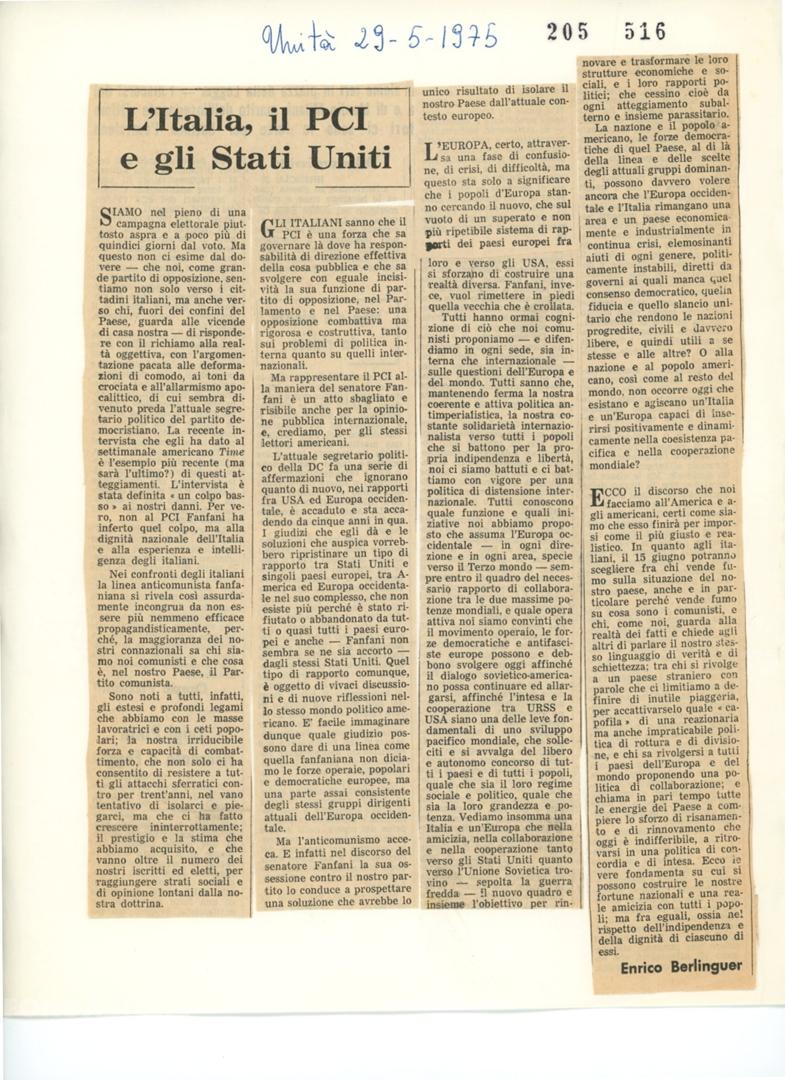 Unità 29-5-1975
205 516
L'Italia, il PCI
e gli Stati Uniti
SIAMO nel pieno di una
campagna elettorale piut-
tosto aspra e a poco più di
quindici giorni dal voto. Ma
questo non ci esime dal do-
vere — che noi, come gran-
de partito di opposizione, sen-
tiamo non solo verso i cit-
tadini italiani, ma anche ver-
so chi, fuori dei confini del
Paese, guarda alle vicende
di casa nostra — di risponde-
re con il richiamo alla real-
tà oggettiva, con l'argomen-
tazione pacata alle deforma-
zioni di comodo, ai toni da
crociata e all'allarmismo apo-
calittico, di cui sembra di-
venuto preda l'attuale segre-
tario politico del partito de-
mocristiano. La recente in-
tervista che egli ha dato al
settimanale americano Time
è l'esempio più recente (ma
sarà l'ultimo?) di questi at-
teggiamenti. L'intervista è
stata definita « un colpo bas-
so » ai nostri danni. Per ve-
ro, non al PCI Fanfani ha
inferto quel colpo, ma alla
dignità nazionale dell'Italia
e alla esperienza e intelli-
genza degli italiani.
Nei confronti degli italiani
la linea anticomunista fanfa-
niana si rivela così assurda-
mente incongrua da non es-
sere più nemmeno efficace
propagandisticamente, per-
ché, la maggioranza dei no-
stri connazionali sa chi sia-
mo noi comunisti e che cosa
è, nel nostro Paese, il Par-
tito comunista.
Sono noti a tutti, infatti,
gli estesi e profondi legami
che abbiamo con le masse
lavoratrici e con i ceti popo-
lari; la nostra irriducibile
forza e capacità di combat-
timento, che non solo ci ha
consentito di resistere a tut-
ti gli attacchi sferratici con-
tro per trent'anni, nel vano
tentativo di isolarci e pie-
garci, ma che ci ha fatto
crescere ininterrottamente;
il prestigio e la stima che
abbiamo acquisito, e che
vanno oltre il numero dei
nostri iscritti ed eletti, per
raggiungere strati sociali e
di opinione lontani dalla no-
stra dottrina.
GLI ITALIANI sanno che il
PCI è una forza che sa
governare là dove ha respon-
sabilità di direzione effettiva
della cosa pubblica e che sa
svolgere con eguale incisi-
vità la sua funzione di par-
tito di opposizione, nel Par-
lamento e nel Paese: una
opposizione combattiva ma
rigorosa e costruttiva, tanto
sui problemi di politica in-
terna quanto su quelli inter-
nazionali.
Ma rappresentare il PCI al-
la maniera del senatore Fan-
fani è un atto sbagliato e
risibile anche per la opinio-
ne pubblica internazionale,
e, crediamo, per gli stessi
lettori americani.
L'attuale segretario politi-
co della DC fa una serie di
affermazioni che ignorano
quanto di nuovo, nei rapporti
fra USA ed Europa occiden-
tale, è accaduto e sta acca-
dendo da cinque anni in qua.
I giudizi che egli dà e le
soluzioni che auspica vorreb-
bero ripristinare un tipo di
rapporto tra Stati Uniti e
singoli paesi europei, tra A-
merica ed Europa occidenta-
le nel suo complesso, che non
esiste più perché è stato ri-
fiutato o abbandonato da tut-
ti o quasi tutti i paesi euro-
pei e anche — Fanfani non
sembra se ne sia accorto —
dagli stessi Stati Uniti. Quel
tipo di rapporto comunque,
è oggetto di vivaci discussio-
ni e di nuove riflessioni nel-
lo stesso mondo politico ame-
ricano. E' facile immaginare
dunque quale giudizio pos-
sono dare di una linea come
quella fanfaniana non dicia-
mo le forze operaie, popolari
e democratiche europee, ma
una parte assai consistente
degli stessi gruppi dirigenti
attuali dell'Europa occiden-
tale.
Ma l'anticomunismo acce-
ca. E infatti nel discorso del
senatore Fanfani la sua os-
sessione contro il nostro par-
tito lo conduce a prospettare
una soluzione che avrebbe lo
unico risultato di isolare il
nostro Paese dall'attuale con-
testo europeo.
L'EUROPA, certo, attraver-
sa una fase di confusio-
ne, di crisi, di difficoltà, ma
questo sta solo a significare
che i popoli d'Europa stan-
no cercando il nuovo, che sul
vuoto di un superato e non
più ripetibile sistema di rap-
porti dei paesi europei fra
loro e verso gli USA, essi
si sforzano di costruire una
realtà diversa. Fanfani, inve-
ce, vuol rimettere in piedi
quella vecchia che è crollata.
Tutti hanno ormai cogni-
zione di ciò che noi comu-
nisti proponiamo — e difen-
diamo in ogni sede, sia in-
terna che internazionale —
sulle questioni dell'Europa e
del mondo. Tutti sanno che,
mantenendo ferma la nostra
coerente e attiva politica an-
timperialistica, la nostra co-
stante solidarietà internazio-
nalista verso tutti i popoli
che si battono per la pro-
pria indipendenza e libertà,
noi ci siamo battuti e ci bat-
tiamo con vigore per una
politica di distensione inter-
nazionale. Tutti conoscono
quale funzione e quali ini-
ziative noi abbiamo propo-
sto che assuma l'Europa oc-
cidentale — in ogni dire-
zione e in ogni area, specie
verso il Terzo mondo — sem-
pre entro il quadro del neces-
sario rapporto di collabora-
zione tra le due massime po-
tenze mondiali, e quale opera
attiva noi siamo convinti che
il movimento operaio, le for-
ze democratiche e antifasci-
ste europee possono e deb-
bono svolgere oggi affinché
il dialogo sovietico-america-
no possa continuare ed allar-
garsi, affinché l'intesa e la
cooperazione tra URSS e
USA siano una delle leve fon-
damentali di uno sviluppo
pacifico mondiale, che solle-
citi e si avvalga del libero
e autonomo concorso di tut-
ti i paesi e di tutti i popoli,
quale che sia il loro regime
sociale e politico, quale che
sia la loro grandezza e po-
tenza. Vediamo insomma una
Italia e un'Europa che nella
amicizia, nella collaborazione
e nella cooperazione tanto
verso gli Stati Uniti quanto
verso l'Unione Sovietica tro-
vino — sepolta la guerra
fredda — il nuovo quadro e
insieme l'obiettivo per rin-
novare e trasformare le loro
strutture economiche e so-
ciali, e i loro rapporti po-
litici; che cessino cioè da
ogni atteggiamento subal-
terno e insieme parassitario.
La nazione e il popolo a-
mericano, le forze democra-
tiche di quel Paese, al di là
della linea e delle scelte
degli attuali gruppi dominan-
ti, possono davvero volere
ancora che l'Europa occiden-
tale e l'Italia rimangano una
area e un paese economica-
mente e industrialmente in
continua crisi, elemosinanti
aiuti di ogni genere, politi-
camente instabili, diretti da
governi ai quali manca quel
consenso democratico, quella
fiducia e quello slancio uni-
tario che rendono le nazioni
progredite, civili e davvero
libere, e quindi utili a se
stesse e alle altre? O alla
nazione e al popolo ameri-
cano, così come al resto del
mondo, non occorre oggi che
esistano e agiscano un'Italia
e un'Europa capaci di inse-
rirsi positivamente e dinami-
camente nella coesistenza pa-
cifica e nella cooperazione
mondiale?
ECCO il discorso che noi
facciamo all'America e a-
gli americani, certi come sia-
mo che esso finirà per impor-
si come il più giusto e rea-
listico. In quanto agli ita-
liani, il 15 giugno potranno
scegliere fra chi vende fu-
mo sulla situazione del no-
stro paese, anche e in par-
ticolare perché vende fumo
su cosa sono i comunisti, e
chi, come noi, guarda alla
realtà dei fatti e chiede agli
altri di parlare il nostro stes-
so linguaggio di verità e di
schiettezza; tra chi si rivolge
a un paese straniero con
parole che ci limitiamo a de-
finire di inutile piaggeria,
per accattivarselo quale « ca-
pofila » di una reazionaria
ma anche impraticabile poli-
tica di rottura e di divisio-
ne, e chi sa rivolgersi a tutti
i paesi dell'Europa e del
mondo proponendo una po-
litica di collaborazione; e
chiama in pari tempo tutte
le energie del Paese a com-
piere lo sforzo di risanamen-
to e di rinnovamento che
oggi è indifferibile, a ritro-
varsi in una politica di con-
cordia e di intesa. Ecco le
vere fondamenta su cui si
possono costruire le nostre
fortune nazionali e una rea-
le amicizia con tutti i popo-
li; ma fra eguali, ossia nel
rispetto dell'indipendenza e
della dignità di ciascuno di
essi.
Enrico Berlinguer